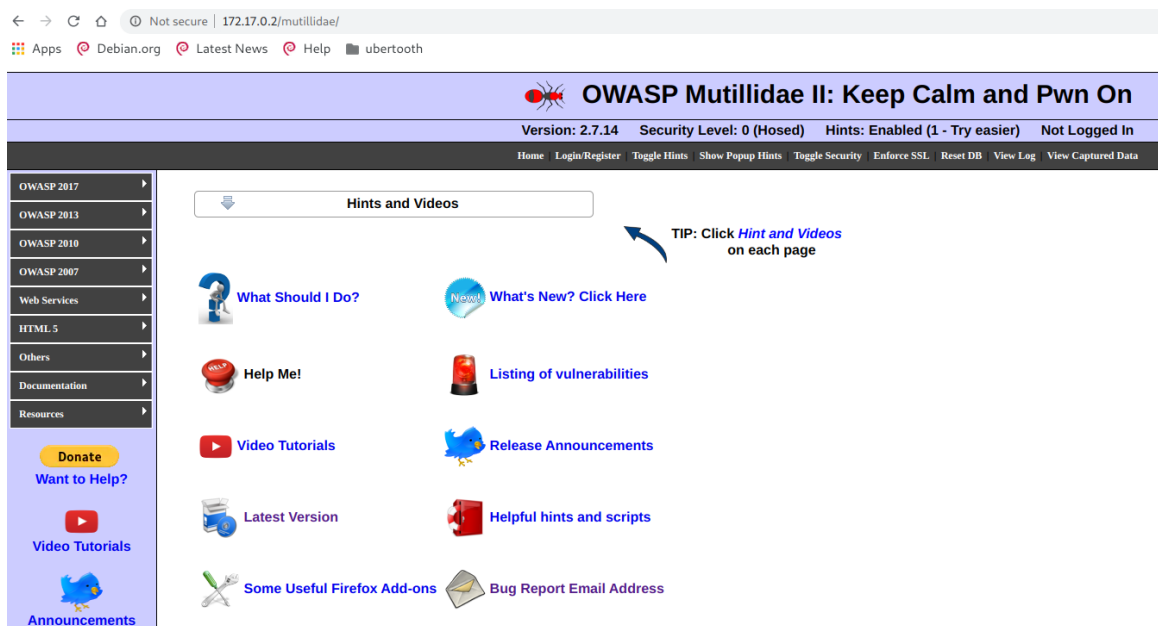 Not secure | 172.17.0.2/mutillidae/
Apps Debian.org Latest News Help ubertooth
OWASP Mutillidae II: Keep Calm and Pwn On
Version: 2.7.14 Security Level: 0 (Hosed) Hints: Enabled (1 - Try easier) Not Logged In
Home | Login/Register | Toggle Hints | Show Popup Hints | Toggle Security | Enforce SSL | Reset DB | View Log | View Captured Data
OWASP 2017
OWASP 2013
OWASP 2010
OWASP 2007
Web Services
HTML 5
Others
Documentation
Resources
Donate
Want to Help?
Video Tutorials
Announcements
Hints and Videos
TIP: Click Hint and Videos
on each page
What Should I Do?
New! What's New? Click Here
HELP Help Me!
Listing of vulnerabilities
Video Tutorials
Release Announcements
Latest Version
Helpful hints and scripts
Some Useful Firefox Add-ons
Bug Report Email Address